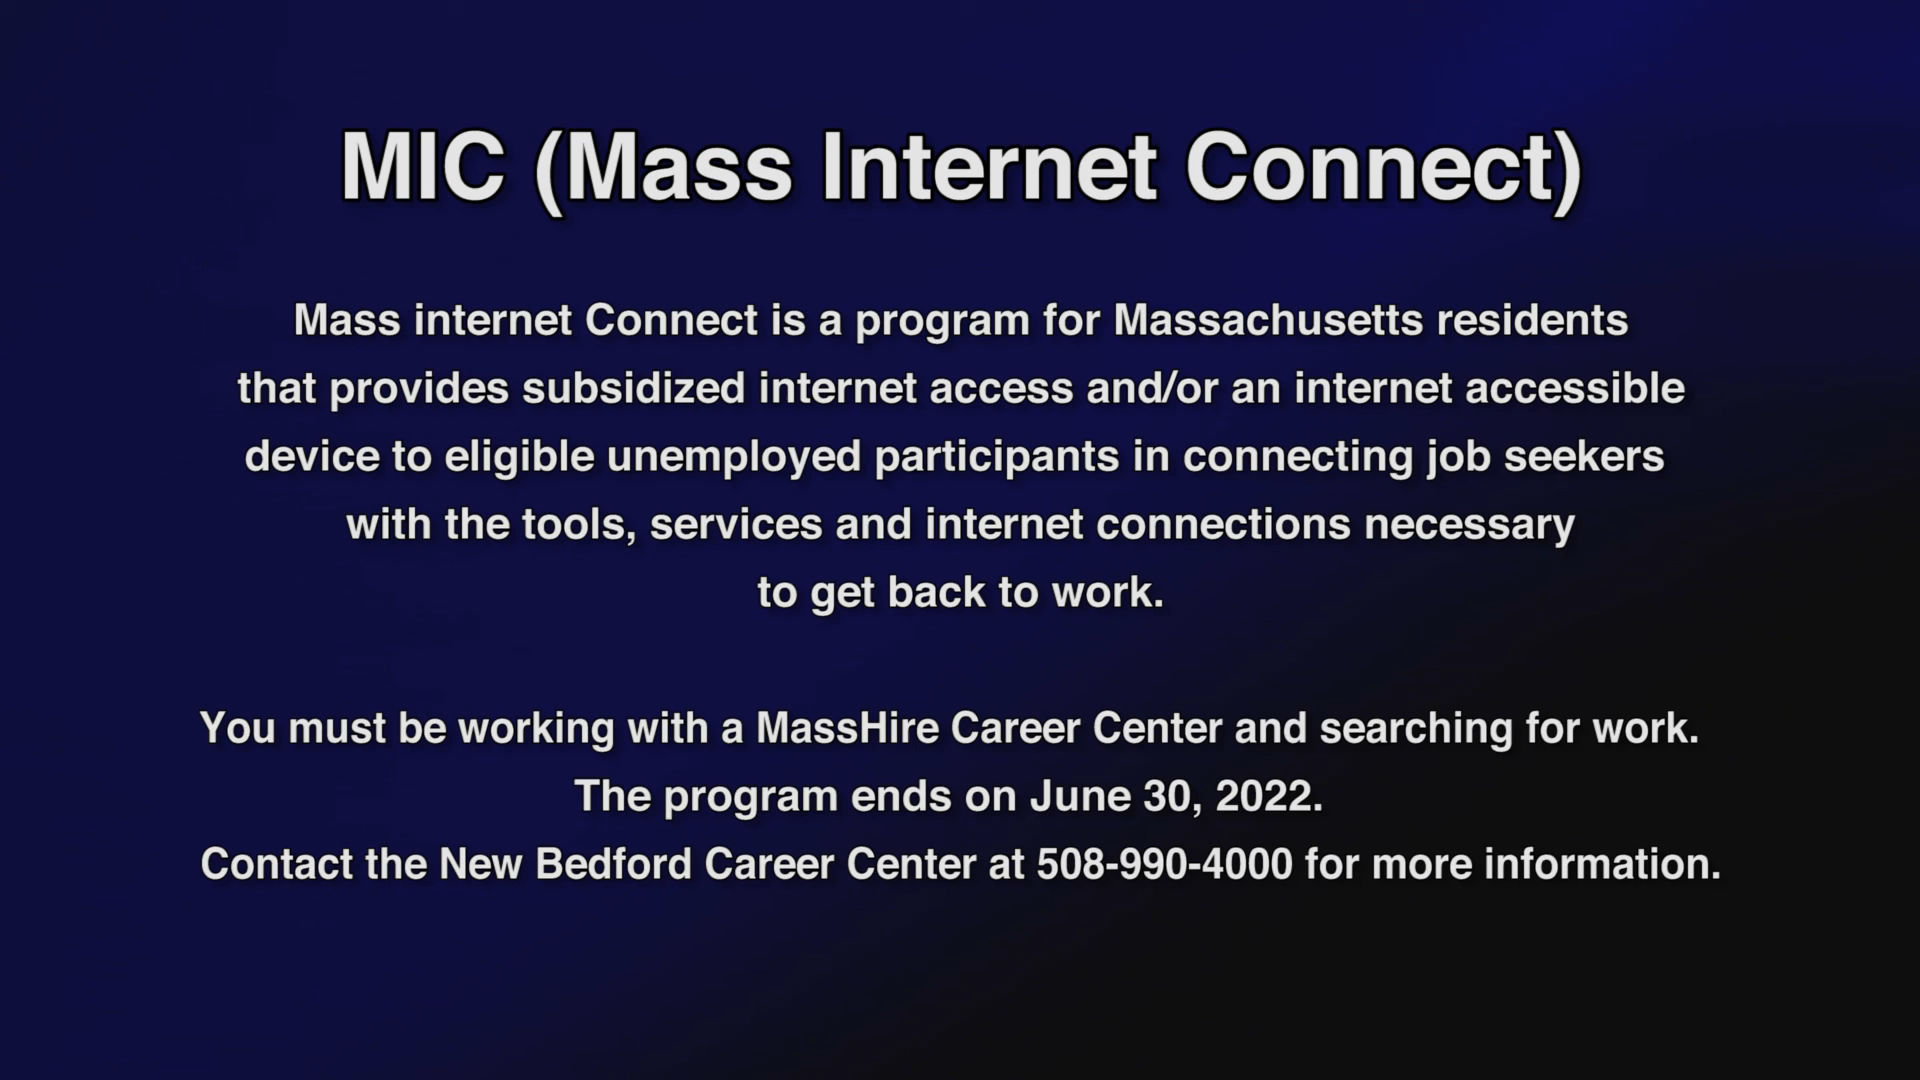 MIC (Mass Internet Connect)
Mass internet Connect is a program for Massachusetts residents
that provides subsidized internet access and/or an internet accessible
device to eligible unemployed participants in connecting job seekers
with the tools, services and internet connections necessary
to get back to work.
You must be working with a MassHire Career Center and searching for work.
The program ends on June 30, 2022.
Contact the New Bedford Career Center at 508-990-4000 for more information.